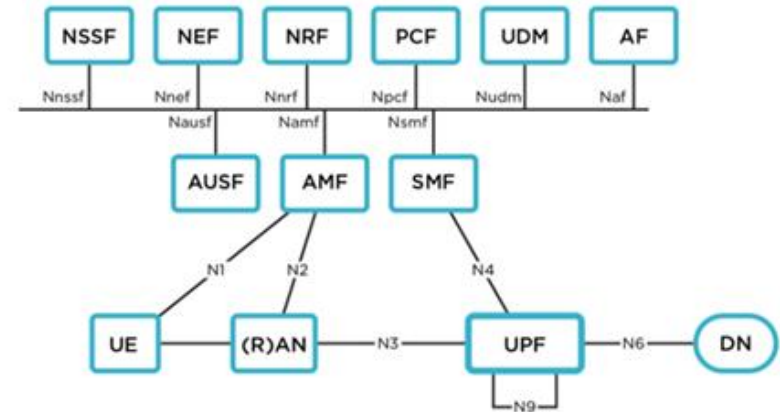 NSSF NEF NRF PCF UDM AF
Nnssf Nnef Nnrf Npcf Nudm Naf
Nausf Namf Nsmf
AUSF AMF SMF
N1 N2 N4
UE (R)AN N3 UPF N6 DN
N9